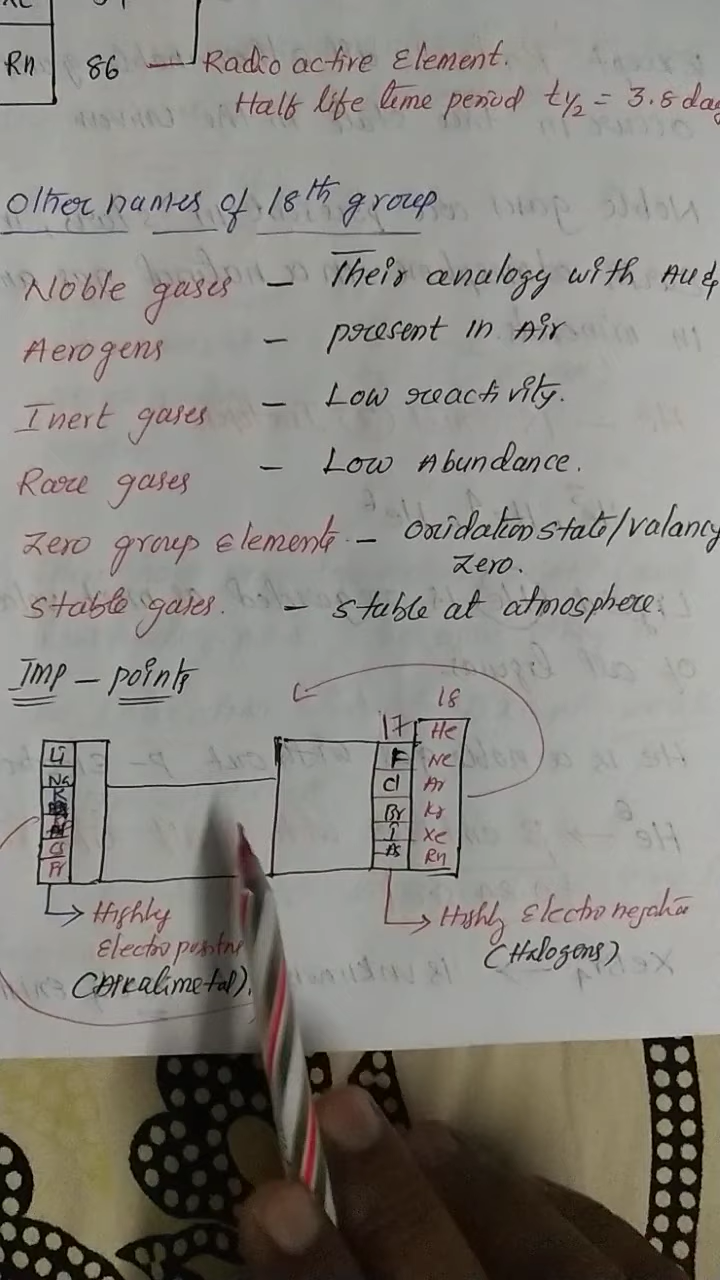 Rn 86 — Radio active Element.
Half life time period t½ = 3.8 day
Other names of 18th group
Noble gases – Their analogy with Au &
Aerogens – present in Air
Inert gases – Low reactivity.
Rare gases – Low Abundance.
Zero group Elements – oxidation state/valancy
Zero.
Stable gases. – stable at atmosphere.
Imp – points
18
17 He
Li F Ne
Na Cl Ar
K Br Kr
I Xe
Cs As Rn
Fr
Highly
Electropositive
(Alkalimetal).
Highly Electronegative
(Halogens)